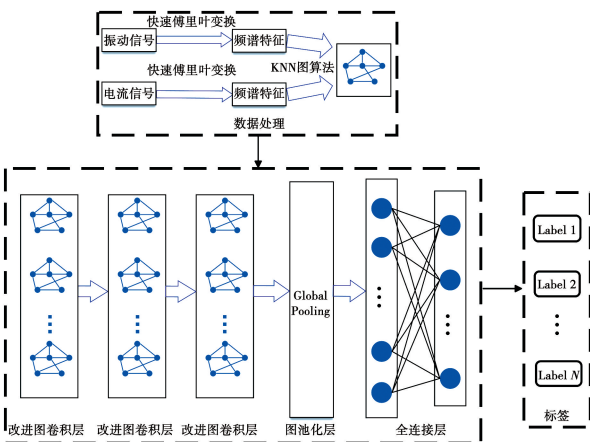 快速傅里叶变换
振动信号
频谱特征
KNN图算法
快速傅里叶变换
电流信号
频谱特征
数据处理
Global
Pooling
Label 1
Label 2
Label N
标签
改进图卷积层
改进图卷积层
改进图卷积层
图池化层
全连接层